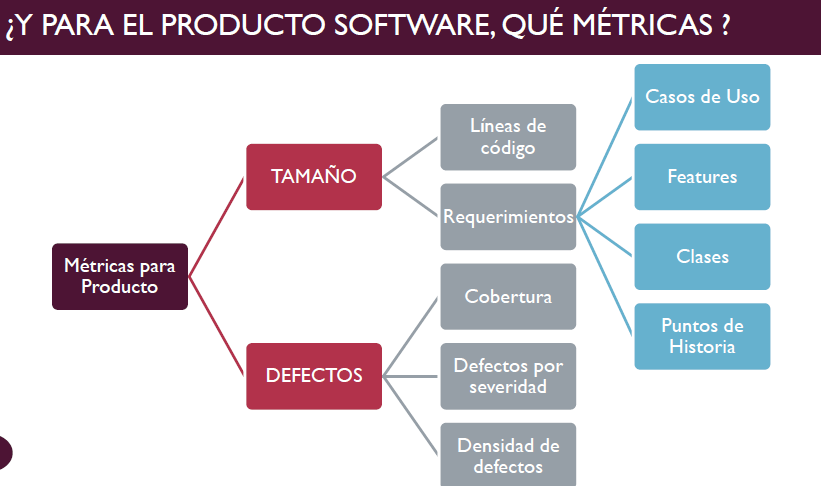 ¿Y PARA EL PRODUCTO SOFTWARE, QUÉ MÉTRICAS ?
Métricas para
Producto
TAMAÑO
Líneas de
código
Requerimientos
Casos de Uso
Features
Clases
Puntos de
Historia
DEFECTOS
Cobertura
Defectos por
severidad
Densidad de
defectos